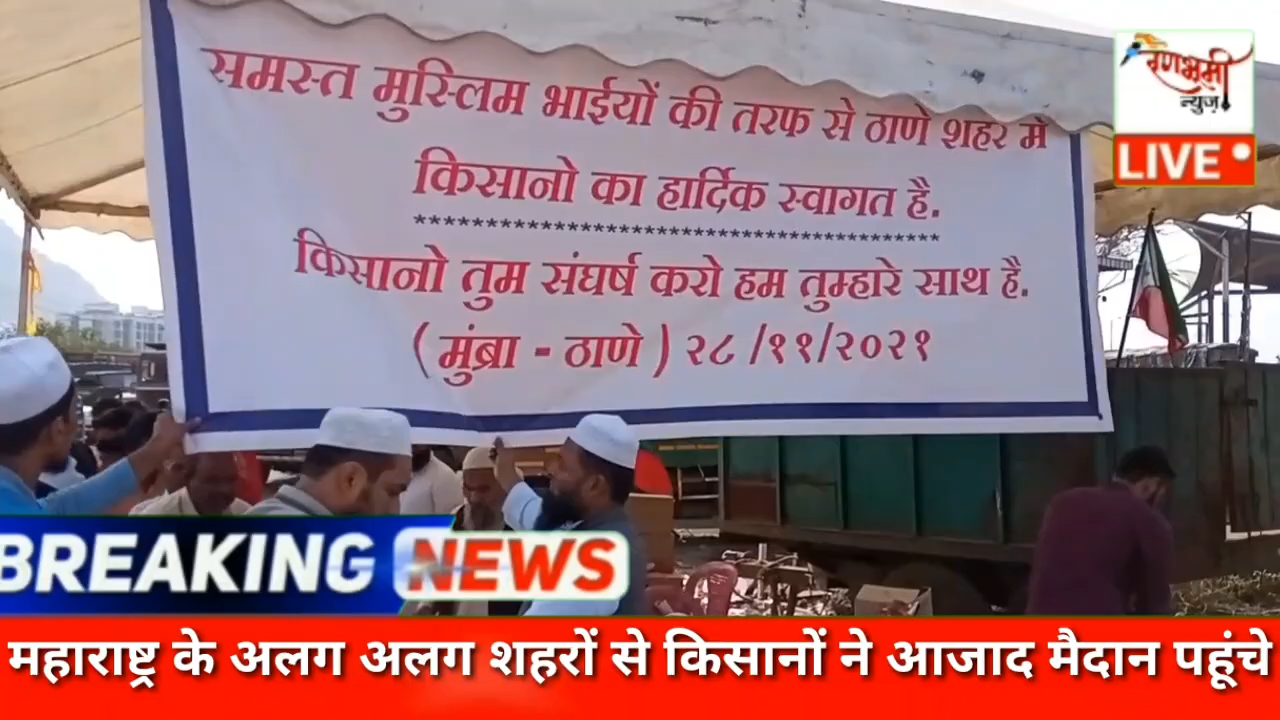 समस्त मुस्लिम भाईयों की तरफ से ठाणे शहर मे
किसानो का हार्दिक स्वागत है.
**************************************
किसानो तुम संघर्ष करो हम तुम्हारे साथ है.
( मुंब्रा - ठाणे ) २८ /११/२०२१
रणभूमी
न्युज़
LIVE
BREAKING NEWS
महाराष्ट्र के अलग अलग शहरों से किसानों ने आजाद मैदान पहूंचे